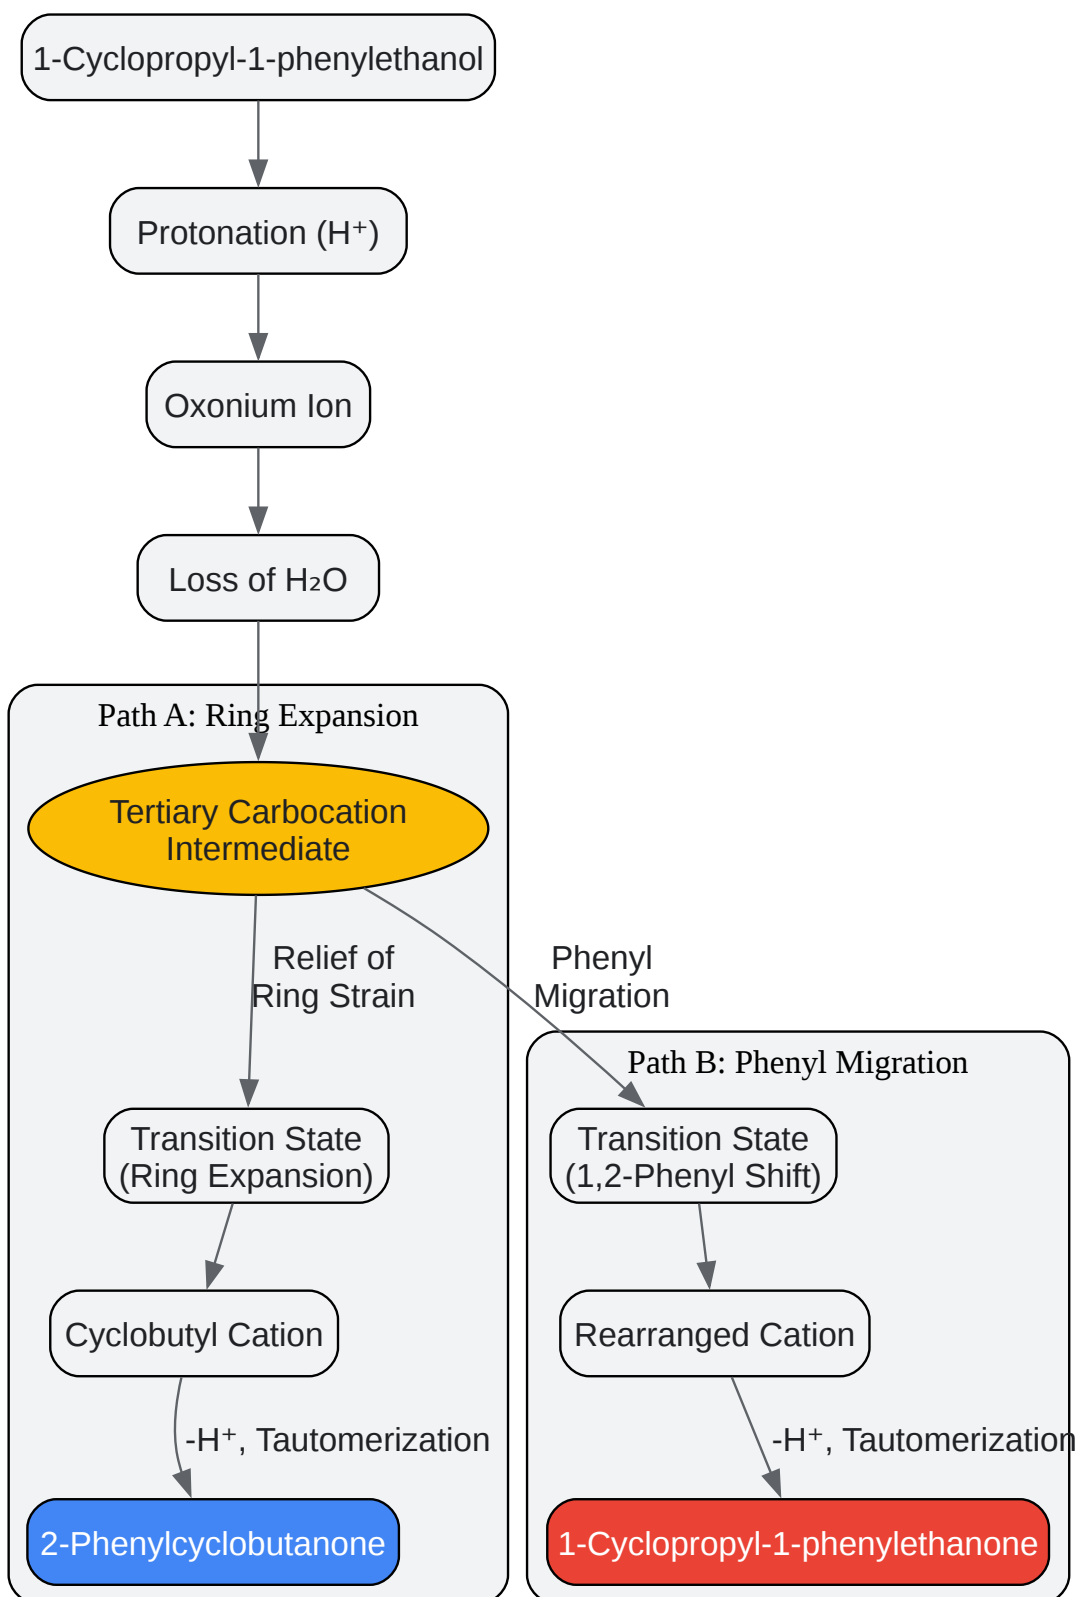 1-Cyclopropyl-1-phenylethanol
Protonation (H⁺)
Oxonium Ion
Loss of H₂O
Path A: Ring Expansion
Tertiary Carbocation
Intermediate
Relief of
Ring Strain
Phenyl
Migration
Path B: Phenyl Migration
Transition State
(Ring Expansion)
Transition State
(1,2-Phenyl Shift)
Cyclobutyl Cation
Rearranged Cation
-H⁺, Tautomerization
-H⁺, Tautomerization
2-Phenylcyclobutanone
1-Cyclopropyl-1-phenylethanone